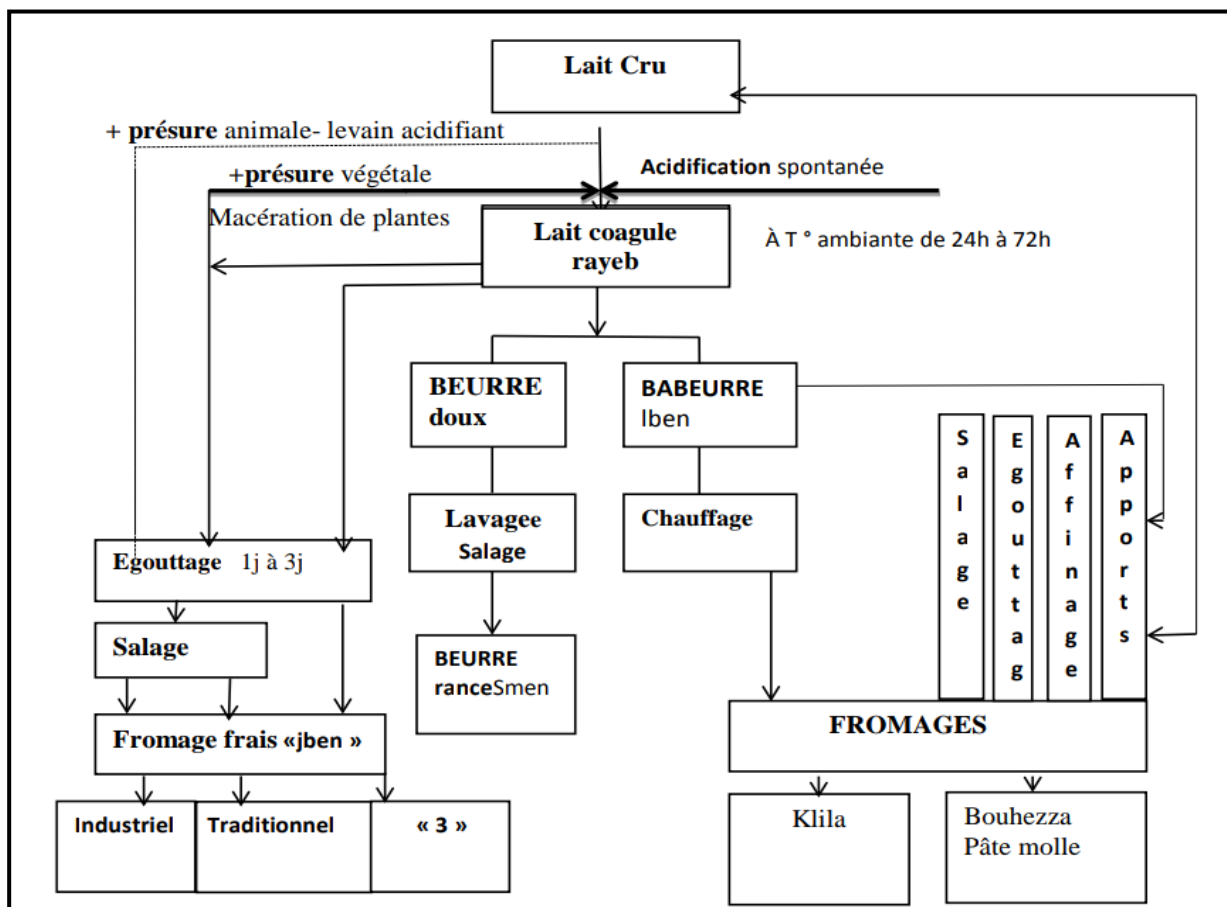 Lait Cru
+ présure animale- levain acidifiant
+présure végétale
Acidification spontanée
Macération de plantes
Lait coagule
rayeb
À T ° ambiante de 24h à 72h
BEURRE
doux
BABEURRE
lben
Salage
Egouttag
Affinage
Apports
Lavagee
Salage
Chauffage
Egouttage 1j à 3j
Salage
BEURRE
ranceSmen
Fromage frais «jben »
FROMAGES
Industriel
Traditionnel
« 3 »
Klila
Bouhezza
Pâte molle